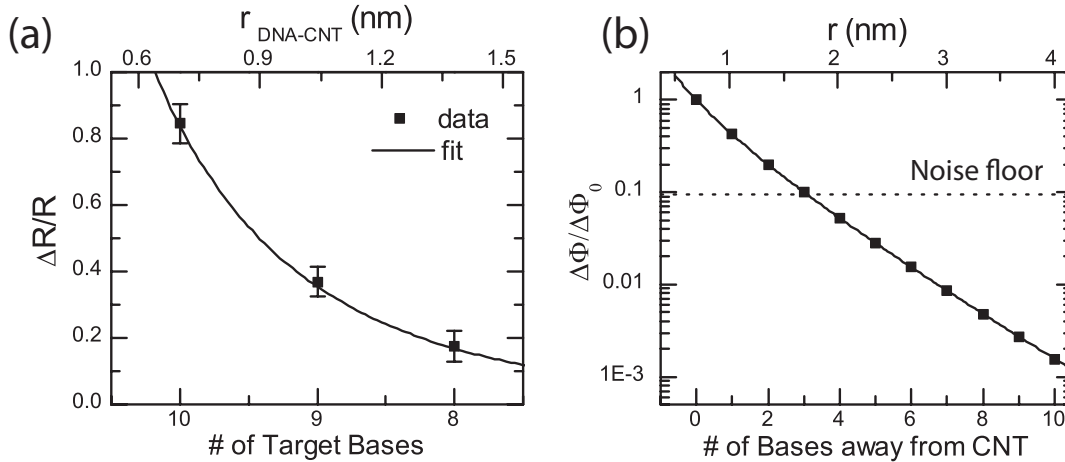 (a)
r DNA-CNT (nm)
0.6 0.9 1.2 1.5
1.0
0.8
0.6
0.4
0.2
0.0
ΔR/R
data
fit
10 9 8
# of Target Bases
(b)
r (nm)
1 2 3 4
1
0.1
0.01
1E-3
ΔΦ/ΔΦ0
Noise floor
0 2 4 6 8 10
# of Bases away from CNT